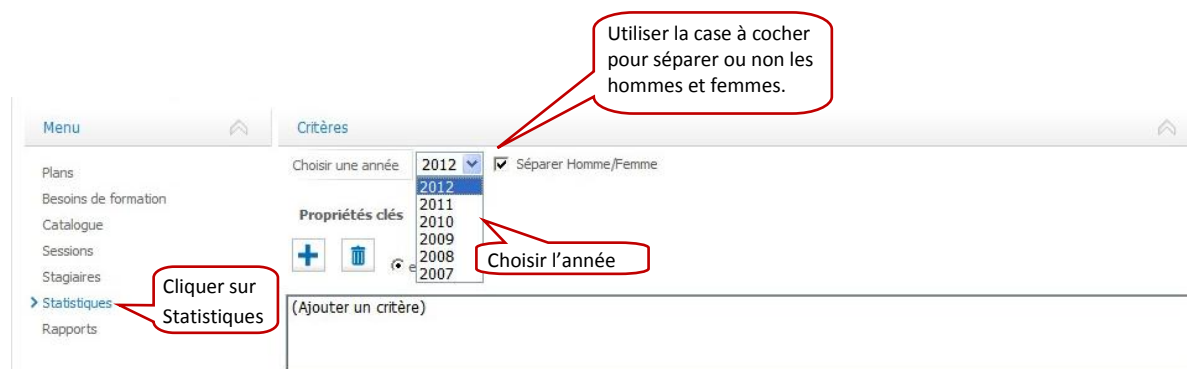 Utiliser la case à cocher
pour séparer ou non les
hommes et femmes.
Menu
Critères
Choisir une année
2012
Séparer Homme/Femme
2012
2011
2010
2009
2008
2007
Plans
Besoins de formation
Catalogue
Sessions
Stagiaires
Statistiques
Rapports
Propriétés clés
Choisir l'année
Cliquer sur
Statistiques
(Ajouter un critère)